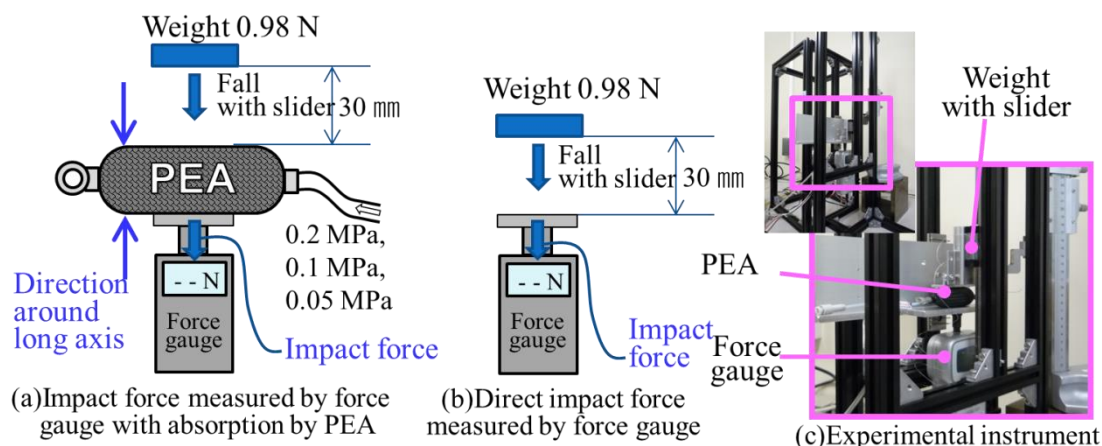 Weight 0.98 N
Fall
with slider
30 mm
PEA
0.2 MPa,
0.1 MPa,
0.05 MPa
Direction
around
long axis
-- N
Force
gauge
Impact force
(a)Impact force measured by force
gauge with absorption by PEA
Weight 0.98 N
Fall
with slider
30 mm
-- N
Force
gauge
Impact
force
(b)Direct impact force
measured by force gauge
Weight
with slider
PEA
Force
gauge
(c)Experimental instrument